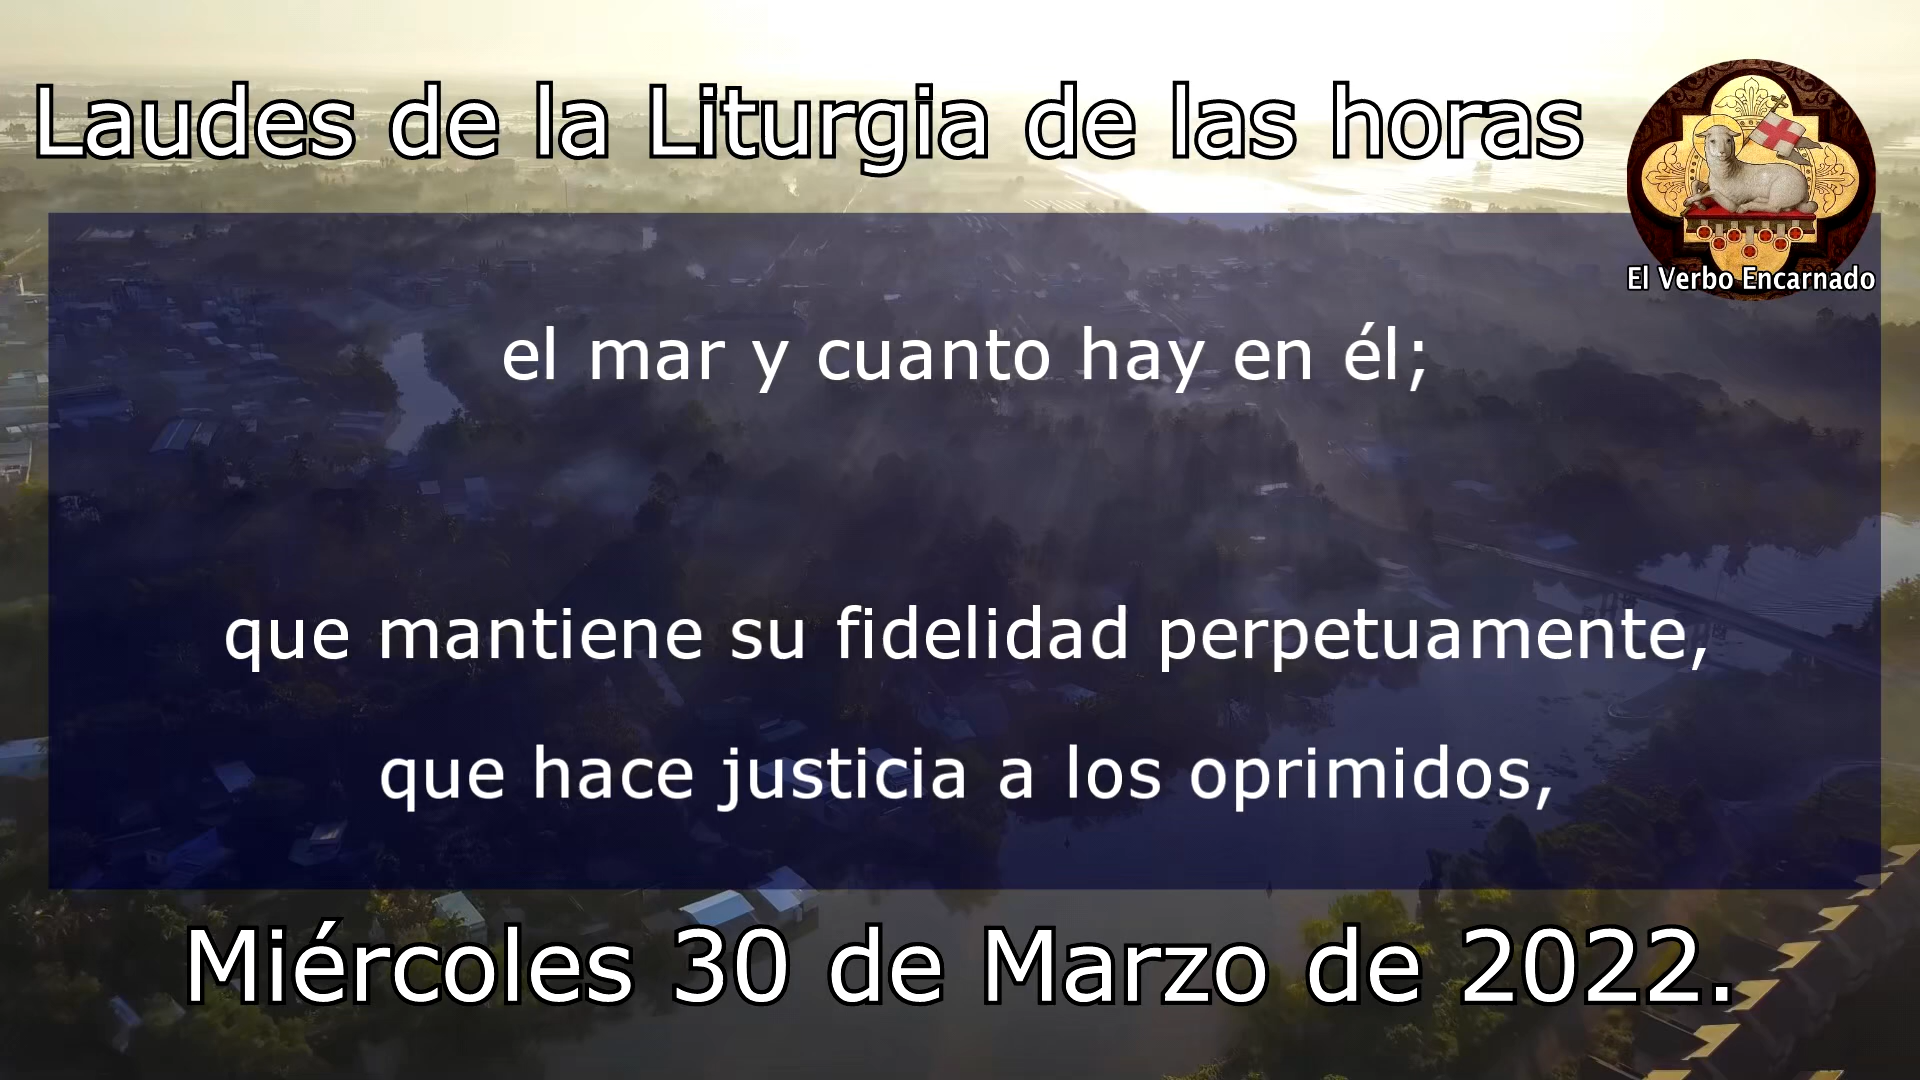 Laudes de la Liturgia de las horas
El Verbo Encarnado
el mar y cuanto hay en él;
que mantiene su fidelidad perpetuamente,
que hace justicia a los oprimidos,
Miércoles 30 de Marzo de 2022.